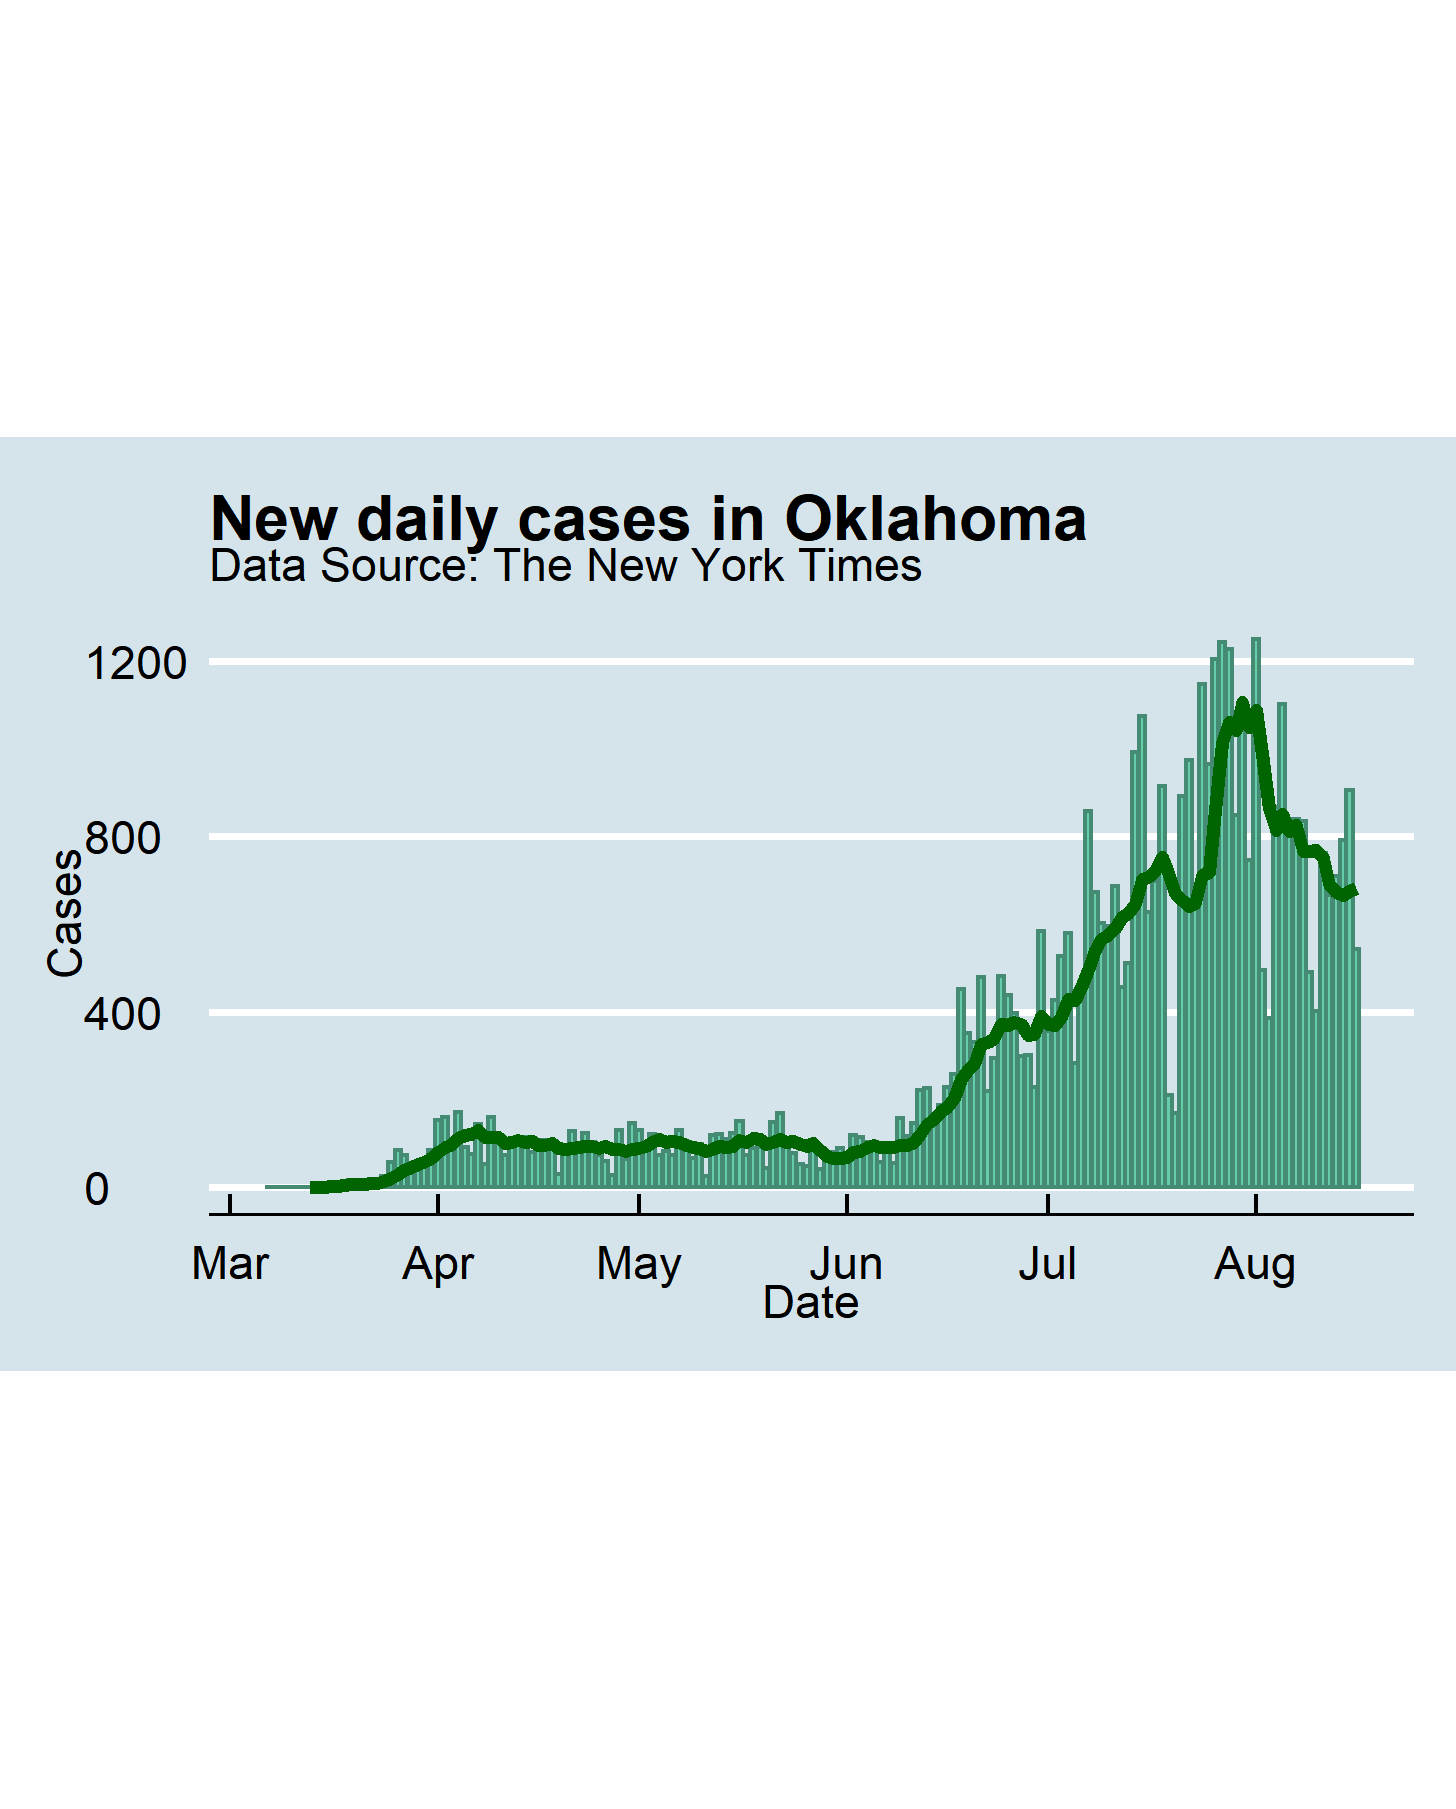 New daily cases in Oklahoma
Data Source: The New York Times
1200
800
400
0
Cases
Mar Apr May Jun Jul Aug
Date